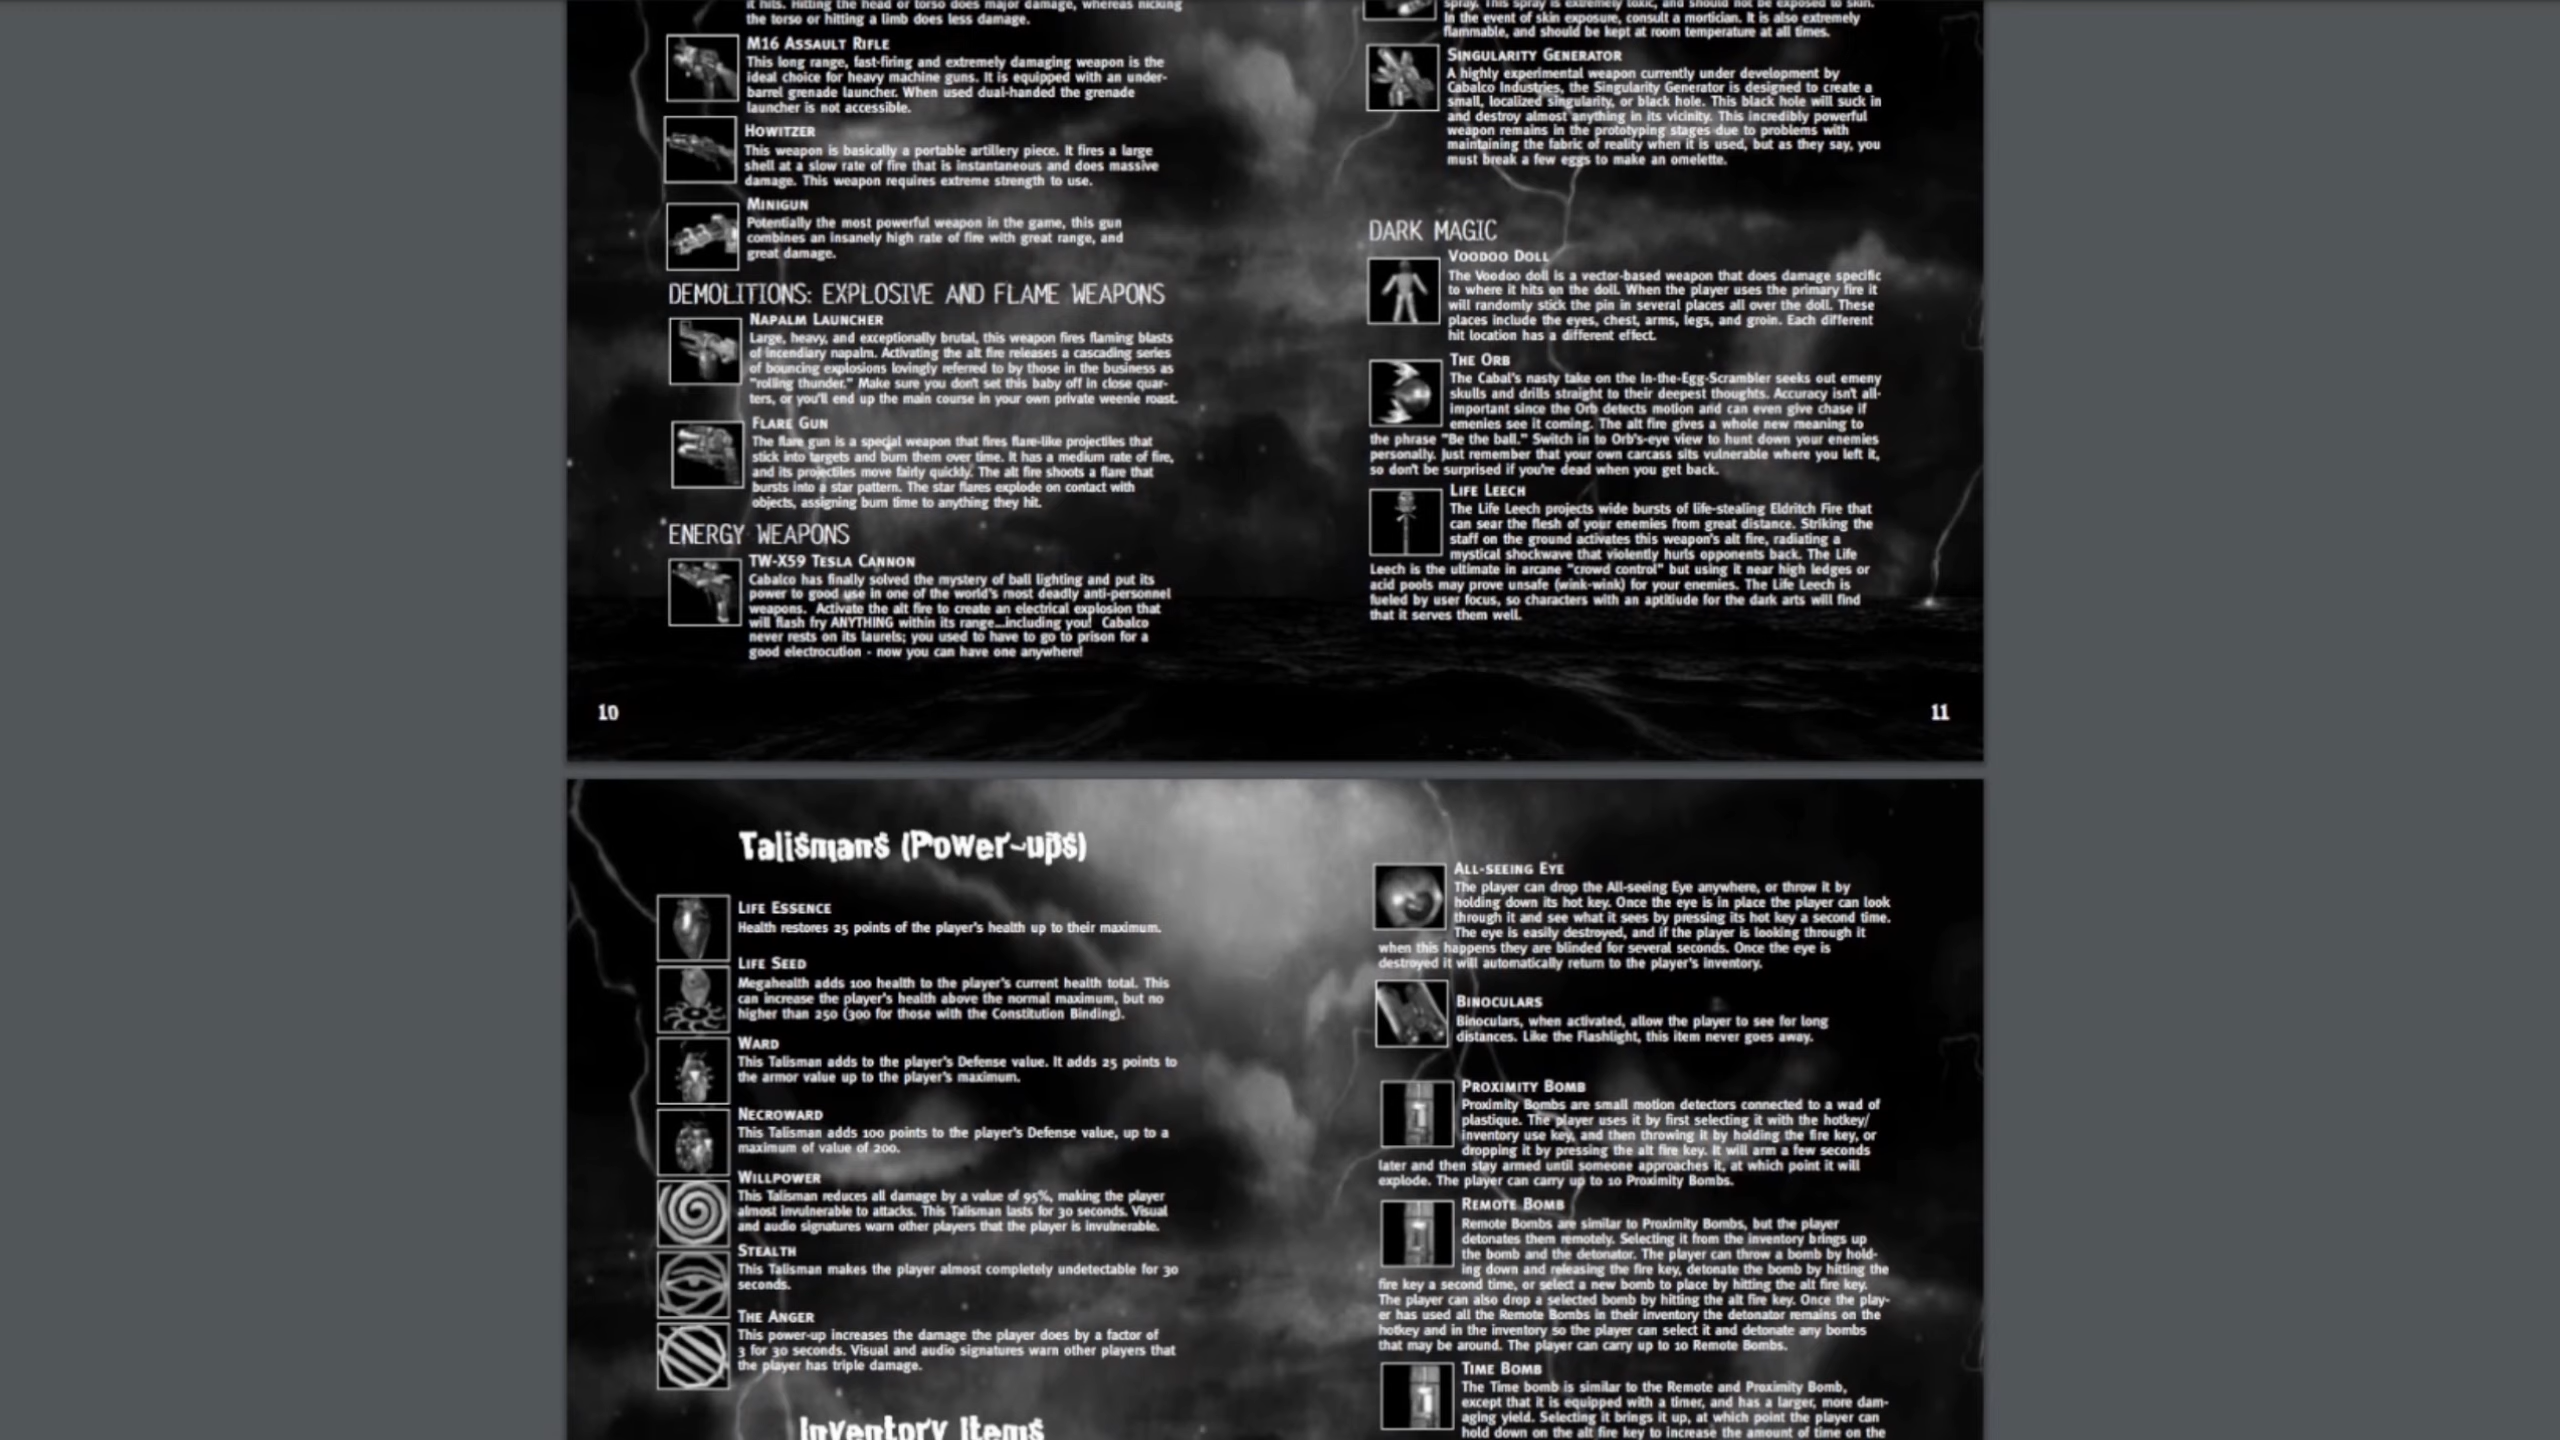 it hits. Hitting the head or torso does major damage, whereas nicking
the torso or hitting a limb does less damage.
M16 Assault Rifle
This long range, fast-firing and extremely damaging weapon is the
ideal choice for heavy machine guns. It is equipped with an under-
barrel grenade launcher. When used dual-handed the grenade
launcher is not accessible.
Howitzer
This weapon is basically a portable artillery piece. It fires a large
shell at a slow rate of fire that is instantaneous and does massive
damage. This weapon requires extreme strength to use.
Minigun
Potentially the most powerful weapon in the game, this gun
combines an insanely high rate of fire with great range, and
great damage.
DEMOLITIONS: EXPLOSIVE AND FLAME WEAPONS
Napalm Launcher
Large, heavy, and exceptionally brutal, this weapon fires flaming blasts
of incendiary napalm. Activating the alt fire releases a cascading series
of bouncing explosions lovingly referred to by those in the business as
"rolling thunder." Make sure you don't set this baby off in close quar-
ters, or you'll end up the main course in your own private weenie roast.
Flare Gun
The flare gun is a special weapon that fires flare-like projectiles that
stick into targets and burn them over time. It has a medium rate of fire,
and its projectiles move fairly quickly. The alt fire shoots a flare that
bursts into a star pattern. The star flares explode on contact with
objects, assigning burn time to anything they hit.
ENERGY WEAPONS
TW-X59 Tesla Cannon
Cabalco has finally solved the mystery of ball lighting and put its
power to good use in one of the world's most deadly anti-personnel
weapons. Activate the alt fire to create an electrical explosion that
will flash fry ANYTHING within its range...including you! Cabalco
never rests on its laurels; you used to have to go to prison for a
good electrocution - now you can have one anywhere!
10
spray. This spray is extremely toxic, and should not be exposed to skin.
In the event of skin exposure, consult a mortician. It is also extremely
flammable, and should be kept at room temperature at all times.
Singularity Generator
A highly experimental weapon currently under development by
Cabalco Industries, the Singularity Generator is designed to create a
small, localized singularity, or black hole. This black hole will suck in
and destroy almost anything in its vicinity. This incredibly powerful
weapon remains in the prototyping stages due to problems with
maintaining the fabric of reality when it is used, but as they say, you
must break a few eggs to make an omelette.
DARK MAGIC
Voodoo Doll
The Voodoo doll is a vector-based weapon that does damage specific
to where it hits on the doll. When the player uses the primary fire it
will randomly stick the pin in several places all over the doll. These
places include the eyes, chest, arms, legs, and groin. Each different
hit location has a different effect.
The Orb
The Cabal's nasty take on the In-the-Egg-Scrambler seeks out emeny
skulls and drills straight to their deepest thoughts. Accuracy isn't all-
important since the Orb detects motion and can even give chase if
emenies see it coming. The alt fire gives a whole new meaning to
the phrase "Be the ball." Switch in to Orb's-eye view to hunt down your enemies
personally. Just remember that your own carcass sits vulnerable where you left it,
so don't be surprised if you're dead when you get back.
Life Leech
The Life Leech projects wide bursts of life-stealing Eldritch Fire that
can sear the flesh of your enemies from great distance. Striking the
staff on the ground activates this weapon's alt fire, radiating a
mystical shockwave that violently hurls opponents back. The Life
Leech is the ultimate in arcane "crowd control" but using it near high ledges or
acid pools may prove unsafe (wink-wink) for your enemies. The Life Leech is
fueled by user focus, so characters with an aptitiude for the dark arts will find
that it serves them well.
11
Talismans (Power-ups)
Life Essence
Health restores 25 points of the player's health up to their maximum.
Life Seed
Megahealth adds 100 health to the player's current health total. This
can increase the player's health above the normal maximum, but no
higher than 250 (300 for those with the Constitution Binding).
Ward
This Talisman adds to the player's Defense value. It adds 25 points to
the armor value up to the player's maximum.
Necroward
This Talisman adds 100 points to the player's Defense value, up to a
maximum of value of 200.
Willpower
This Talisman reduces all damage by a value of 95%, making the player
almost invulnerable to attacks. This Talisman lasts for 30 seconds. Visual
and audio signatures warn other players that the player is invulnerable.
Stealth
This Talisman makes the player almost completely undetectable for 30
seconds.
The Anger
This power-up increases the damage the player does by a factor of
3 for 30 seconds. Visual and audio signatures warn other players that
the player has triple damage.
Inventory Items
All-seeing Eye
The player can drop the All-seeing Eye anywhere, or throw it by
holding down its hot key. Once the eye is in place the player can look
through it and see what it sees by pressing its hot key a second time.
The eye is easily destroyed, and if the player is looking through it
when this happens they are blinded for several seconds. Once the eye is
destroyed it will automatically return to the player's inventory.
Binoculars
Binoculars, when activated, allow the player to see for long
distances. Like the Flashlight, this item never goes away.
Proximity Bomb
Proximity Bombs are small motion detectors connected to a wad of
plastique. The player uses it by first selecting it with the hotkey/
inventory use key, and then throwing it by holding the fire key, or
dropping it by pressing the alt fire key. It will arm a few seconds
later and then stay armed until someone approaches it, at which point it will
explode. The player can carry up to 10 Proximity Bombs.
Remote Bomb
Remote Bombs are similar to Proximity Bombs, but the player
detonates them remotely. Selecting it from the inventory brings up
the bomb and the detonator. The player can throw a bomb by hold-
ing down and releasing the fire key, detonate the bomb by hitting the
fire key a second time, or select a new bomb to place by hitting the alt fire key.
The player can also drop a selected bomb by hitting the alt fire key. Once the play-
er has used all the Remote Bombs in their inventory the detonator remains on the
hotkey and in the inventory so the player can select it and detonate any bombs
that may be around. The player can carry up to 10 Remote Bombs.
Time Bomb
The Time bomb is similar to the Remote and Proximity Bomb,
except that it is equipped with a timer, and has a larger, more dam-
aging yield. Selecting it brings it up, at which point the player can
hold down on the alt fire key to increase the amount of time on the